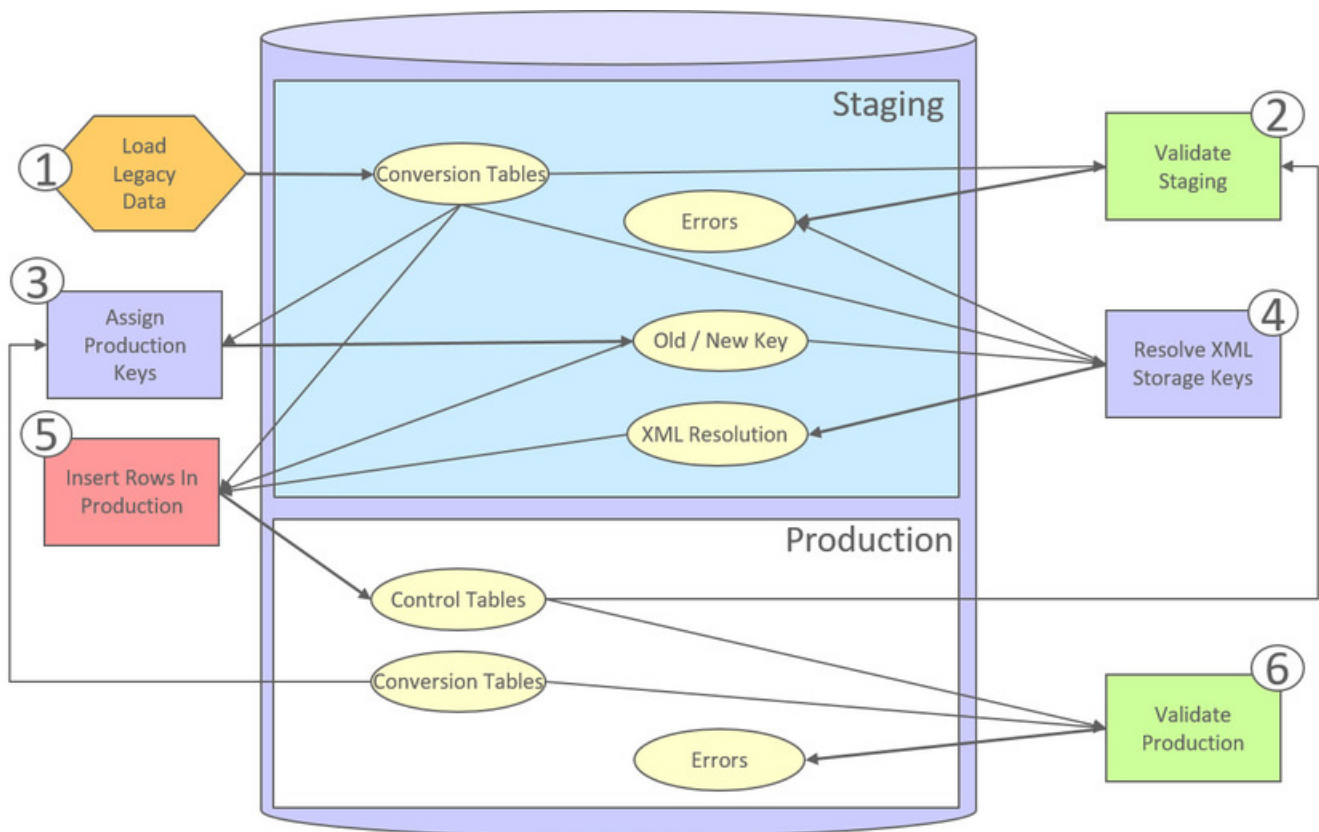 Staging
1
Load
Legacy
Data
Conversion Tables
2
Validate
Staging
Errors
3
Assign
Production
Keys
Old / New Key
4
Resolve XML
Storage Keys
XML Resolution
5
Insert Rows In
Production
Production
Control Tables
Conversion Tables
6
Validate
Production
Errors